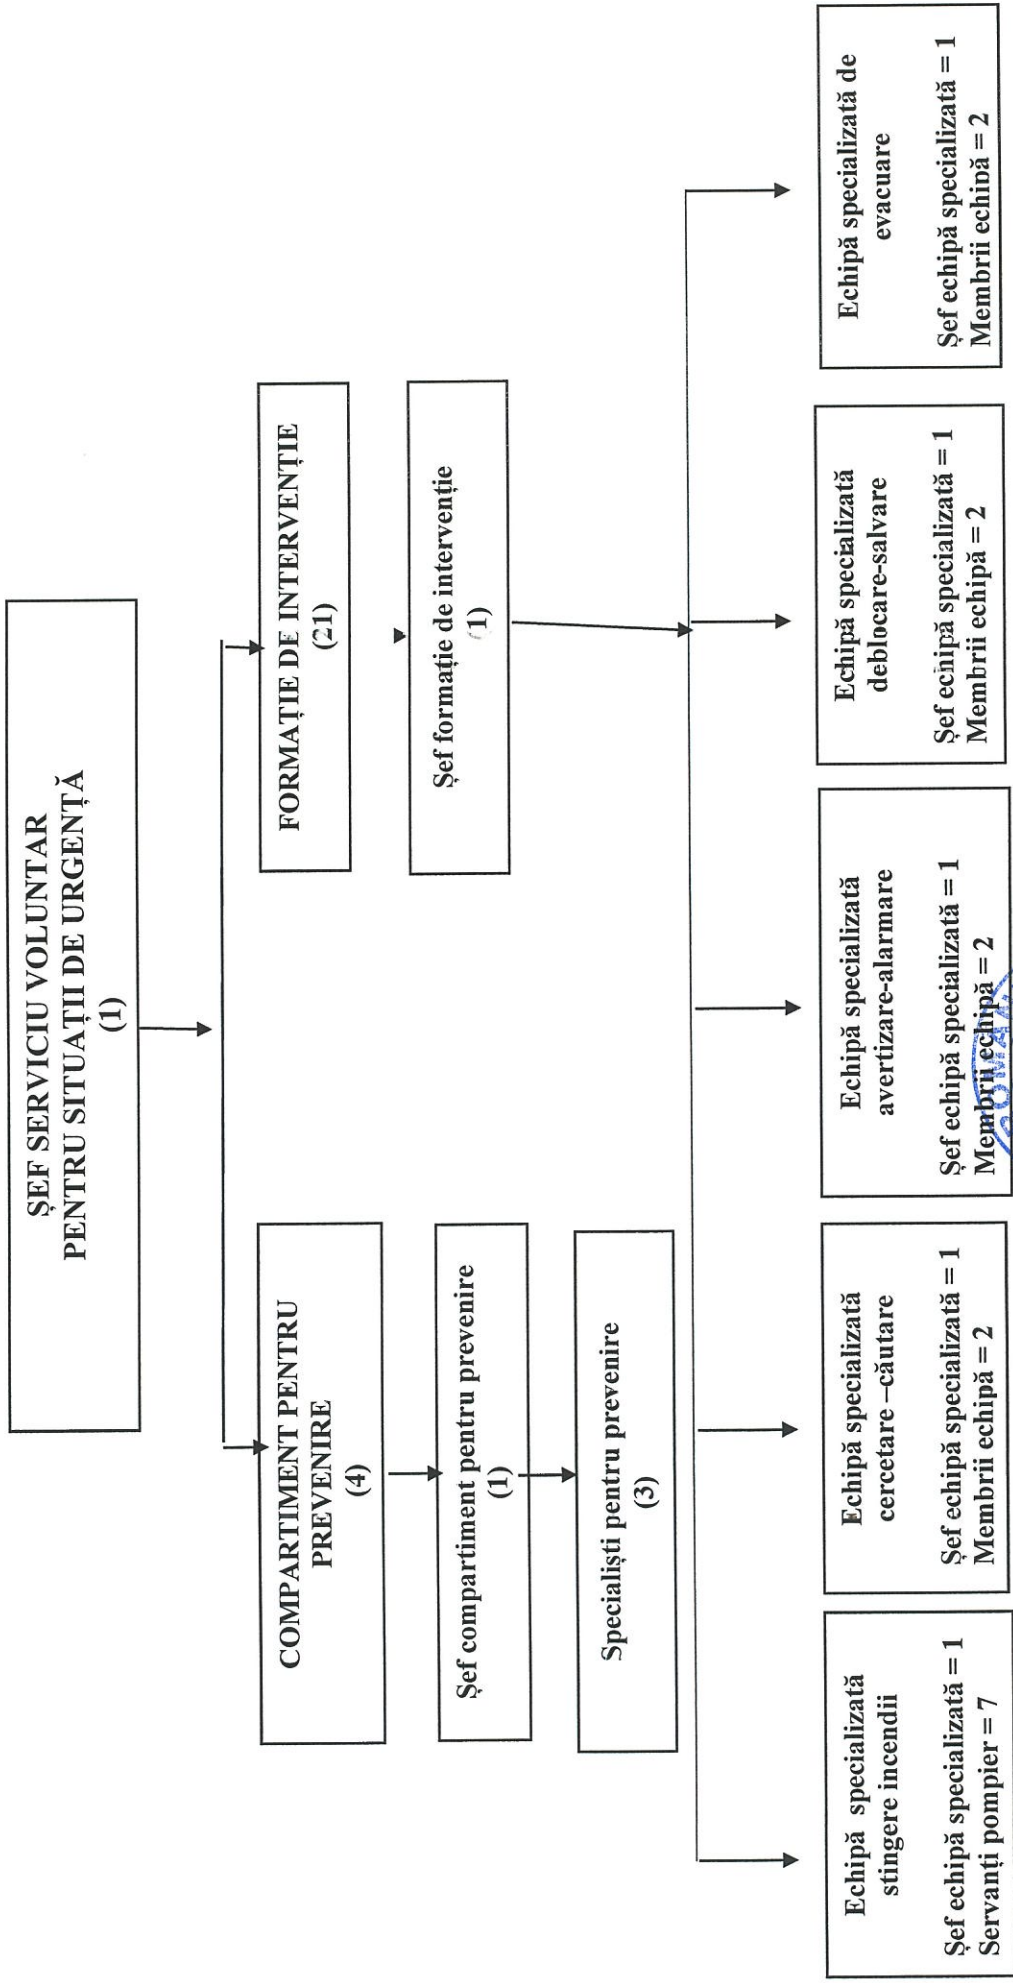 ȘEF SERVICIU VOLUNTAR
PENTRU SITUAȚII DE URGENȚĂ
(1)
COMPARTIMENT PENTRU
PREVENIRE
(4)
Șef compartiment pentru prevenire
(1)
Specialiști pentru prevenire
(3)
FORMAȚIE DE INTERVENȚIE
(21)
Șef formație de intervenție
(1)
Echipă specializată
stingere incendii
Șef echipă specializată = 1
Servanți pompier = 7
Echipă specializată
cercetare –căutare
Șef echipă specializată = 1
Membrii echipă = 2
Echipă specializată
avertizare-alarmare
Șef echipă specializată = 1
Membrii echipă = 2
Echipă specializată
deblocare-salvare
Șef echipă specializată = 1
Membrii echipă = 2
Echipă specializată de
evacuare
Șef echipă specializată = 1
Membrii echipă = 2